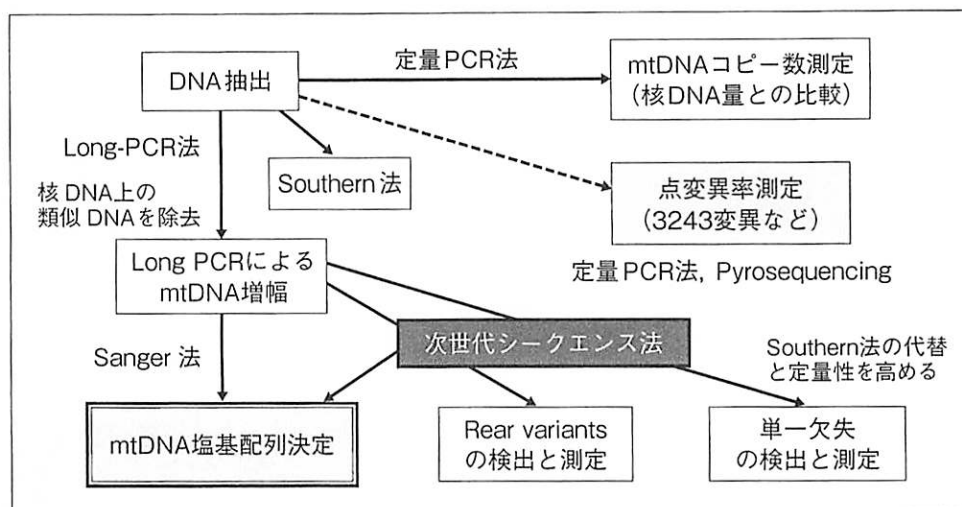 定量PCR法
DNA抽出
mtDNAコピー数測定
（核DNA量との比較）
Long-PCR法
核DNA上の
類似DNAを除去
Southern法
点変異率測定
（3243変異など）
定量PCR法, Pyrosequencing
Long PCRによる
mtDNA増幅
次世代シークエンス法
Sanger 法
Southern法の代替
と定量性を高める
mtDNA塩基配列決定
Rear variants
の検出と測定
単一欠失
の検出と測定